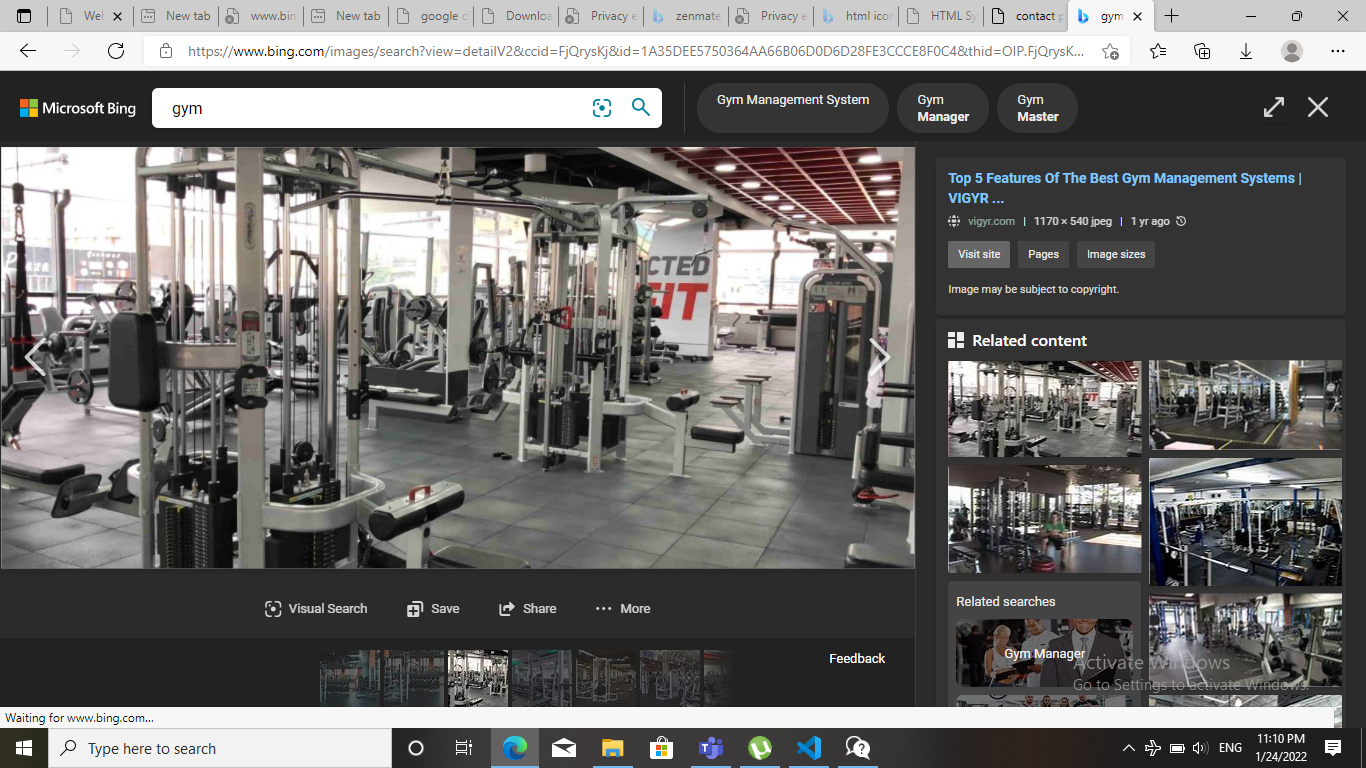 Wel
New tab
www.bin
New tab
google c
Downloa
Privacy e
zenmate
Privacy e
html icon
HTML Sy
contact p
gym
https://www.bing.com/images/search?view=detailV2&ccid=FjQrysKj&id=1A35DEE5750364AA66B06D0D6D28FE3CCCE8F0C4&thid=OIP.FjQrysK...
Microsoft Bing
gym
Gym Management System
Gym
Manager
Gym
Master
CTED
FIT
Top 5 Features Of The Best Gym Management Systems |
VIGYR ...
vigyr.com | 1170 × 540 jpeg | 1 yr ago
Visit site
Pages
Image sizes
Image may be subject to copyright.
Related content
Related searches
Gym Manager
Visual Search
Save
Share
More
Feedback
Activate Windows
Go to Settings to activate Windows.
Waiting for www.bing.com...
Type here to search
ENG
11:10 PM
1/24/2022